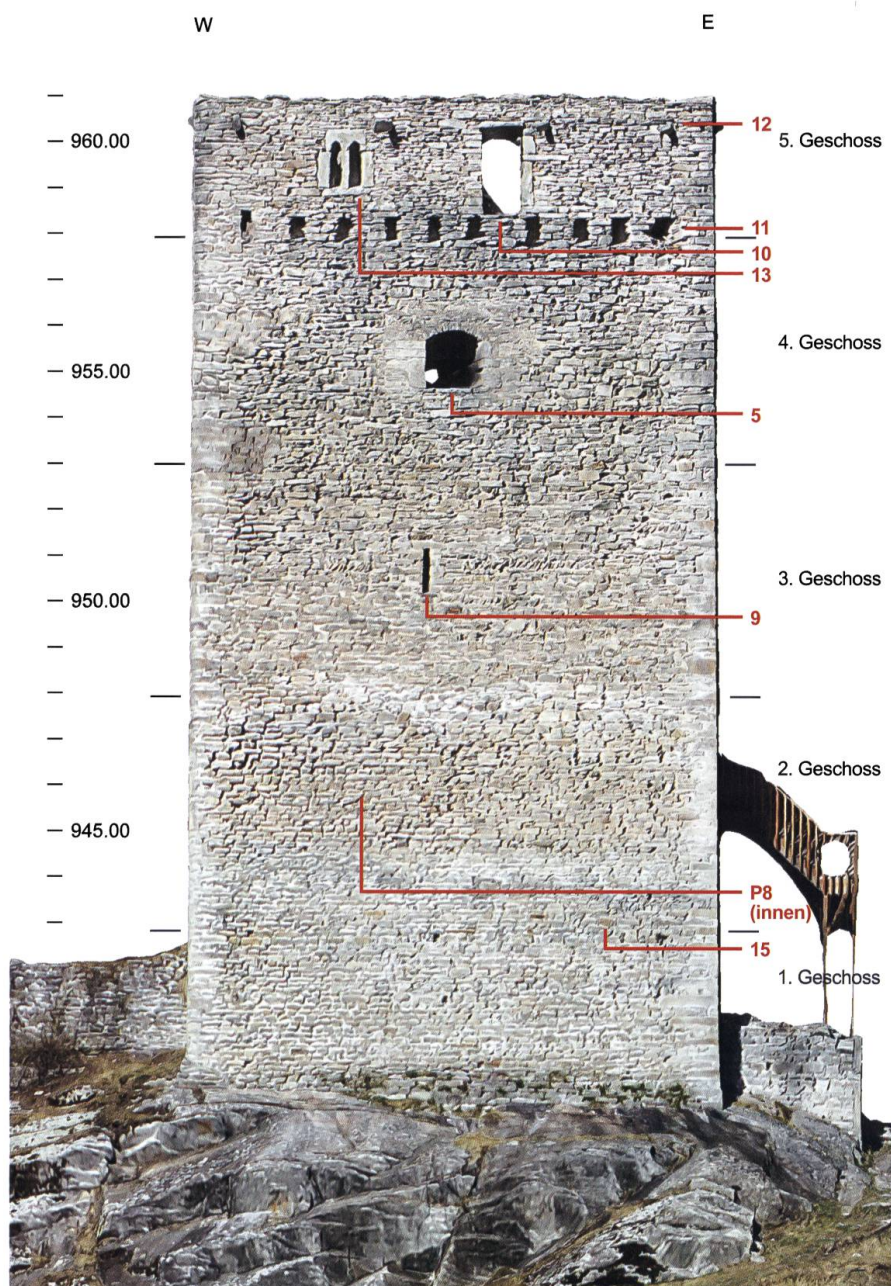 W E
12
960.00 5. Geschoss
11
10
13
4. Geschoss
955.00
5
3. Geschoss
950.00
9
2. Geschoss
945.00
P8
(innen)
15
1. Geschoss